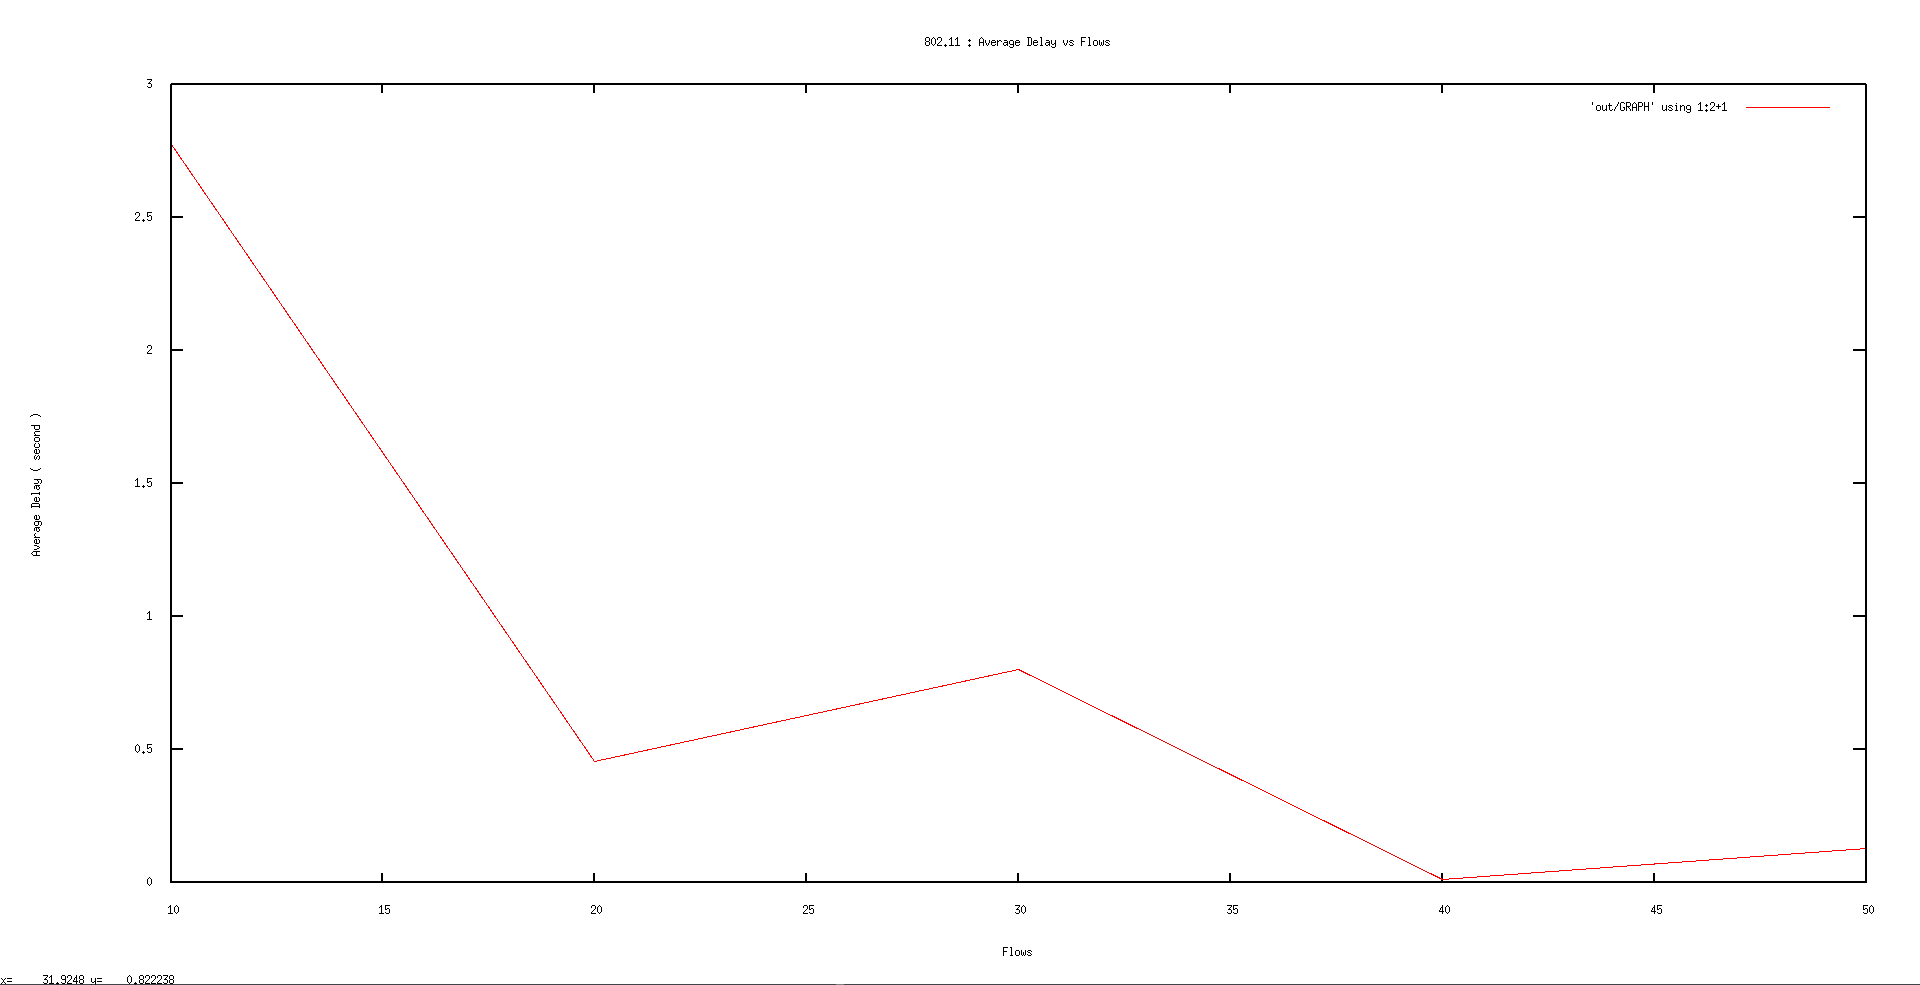 802.11 : Average Delay vs Flows
3
'out/GRAPH' using 1:2+1
2.5
2
Average Delay ( second )
1.5
1
0.5
0
10 15 20 25 30 35 40 45 50
Flows
x= 31.9248 y= 0.822238